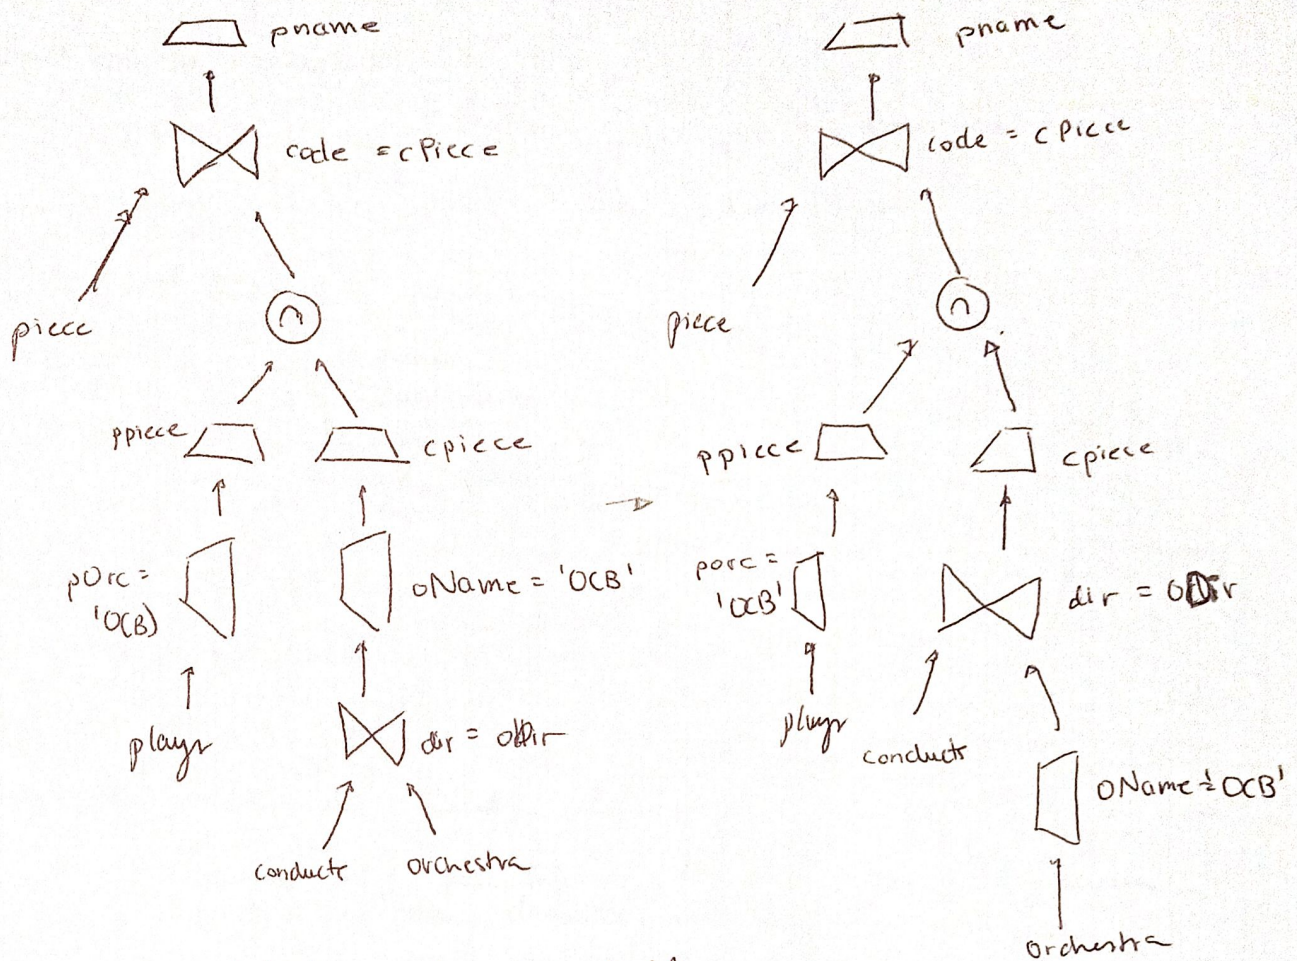 pname
code = cPiece
piece
∩
ppiece
cpiece
pOrc =
'OCB)
oName = 'OCB'
plays
dir = oDir
conducts
orchestra
pname
code = cPiece
piece
∩
ppiece
cpiece
porc =
'OCB'
dir = oDir
plays
conducts
oName = 'OCB'
orchestra